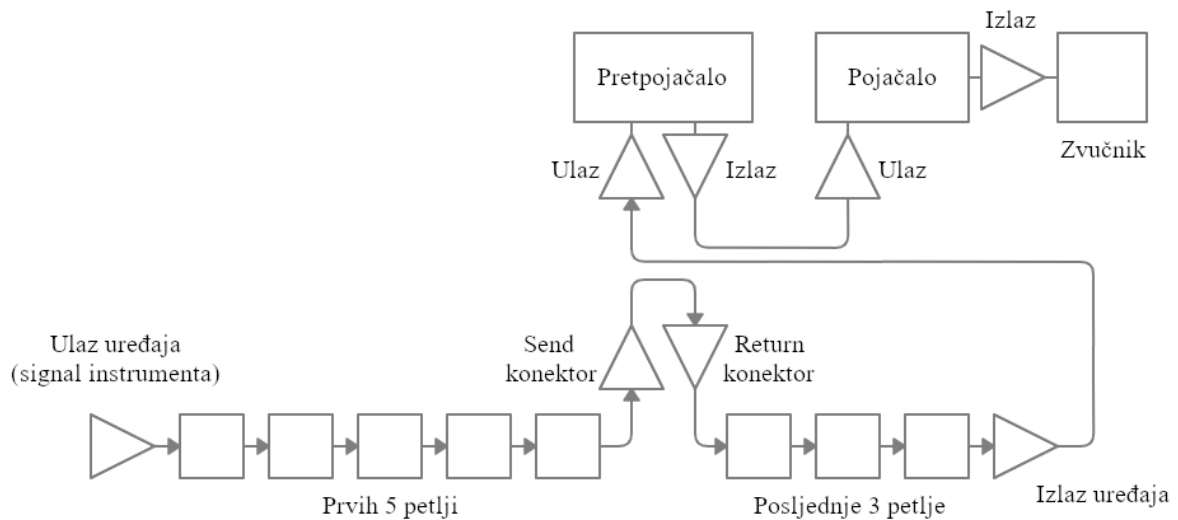 Izlaz
Pretpojačalo
Pojačalo
Zvučnik
Ulaz
Izlaz
Ulaz
Ulaz uređaja
(signal instrumenta)
Send
konektor
Return
konektor
Prvih 5 petlji
Posljednje 3 petlje
Izlaz uređaja